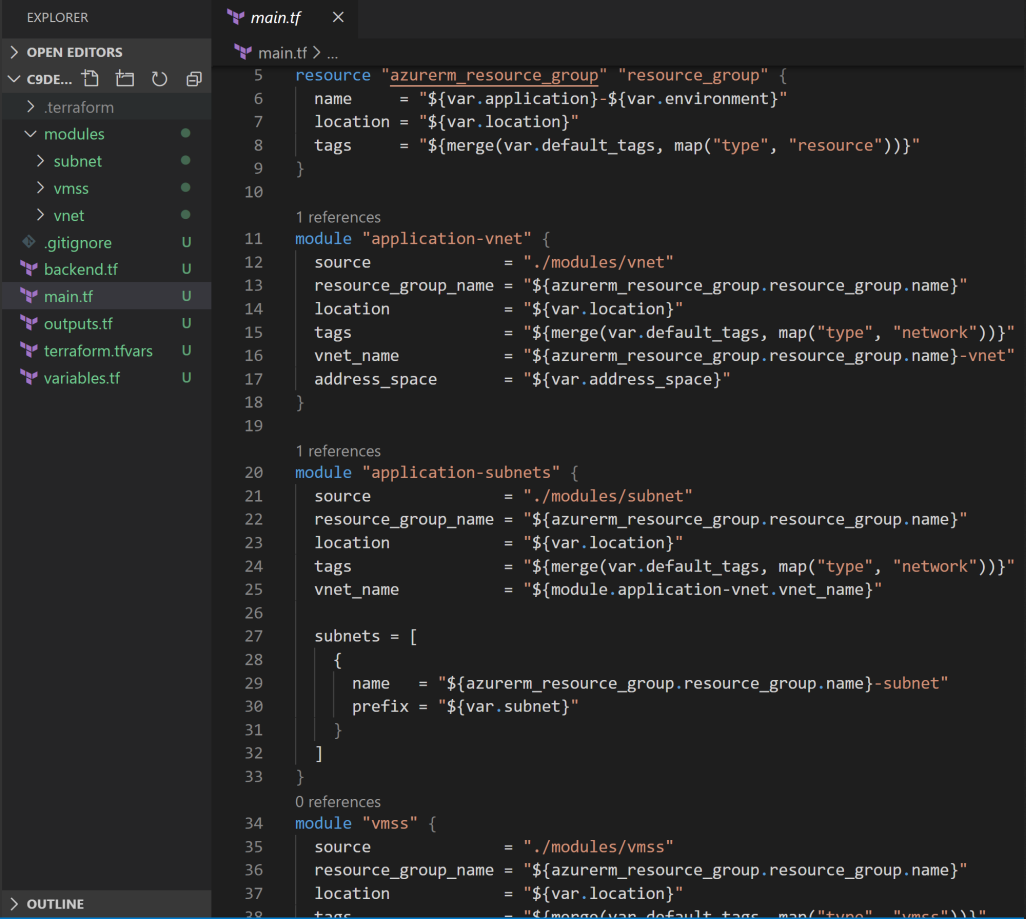 EXPLORER
OPEN EDITORS
C9DE...
.terraform
modules
subnet
vmss
vnet
.gitignore U
backend.tf U
main.tf U
outputs.tf U
terraform.tfvars U
variables.tf U
OUTLINE
main.tf
main.tf > ...
5 resource "azurerm_resource_group" "resource_group" {
6 name = "${var.application}-${var.environment}"
7 location = "${var.location}"
8 tags = "${merge(var.default_tags, map("type", "resource"))}"
9 }
10
1 references
11 module "application-vnet" {
12 source = "./modules/vnet"
13 resource_group_name = "${azurerm_resource_group.resource_group.name}"
14 location = "${var.location}"
15 tags = "${merge(var.default_tags, map("type", "network"))}"
16 vnet_name = "${azurerm_resource_group.resource_group.name}-vnet"
17 address_space = "${var.address_space}"
18 }
19
1 references
20 module "application-subnets" {
21 source = "./modules/subnet"
22 resource_group_name = "${azurerm_resource_group.resource_group.name}"
23 location = "${var.location}"
24 tags = "${merge(var.default_tags, map("type", "network"))}"
25 vnet_name = "${module.application-vnet.vnet_name}"
26
27 subnets = [
28 {
29 name = "${azurerm_resource_group.resource_group.name}-subnet"
30 prefix = "${var.subnet}"
31 }
32 ]
33 }
0 references
34 module "vmss" {
35 source = "./modules/vmss"
36 resource_group_name = "${azurerm_resource_group.resource_group.name}"
37 location = "${var.location}"
38 tags = "${merge(var.default_tags, map("type", "vmss"))}"